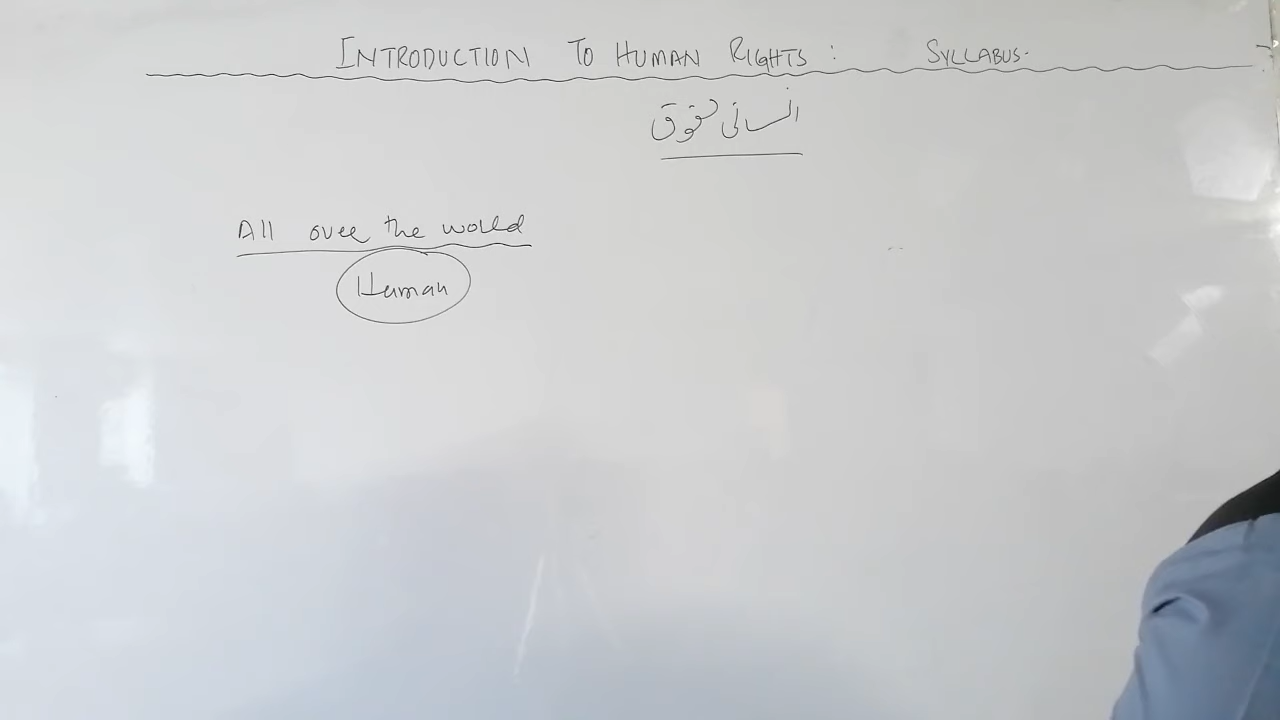 INTRODUCTION TO HUMAN RIGHTS : SYLLABUS.
انسانی حقوق
All over the world
Human